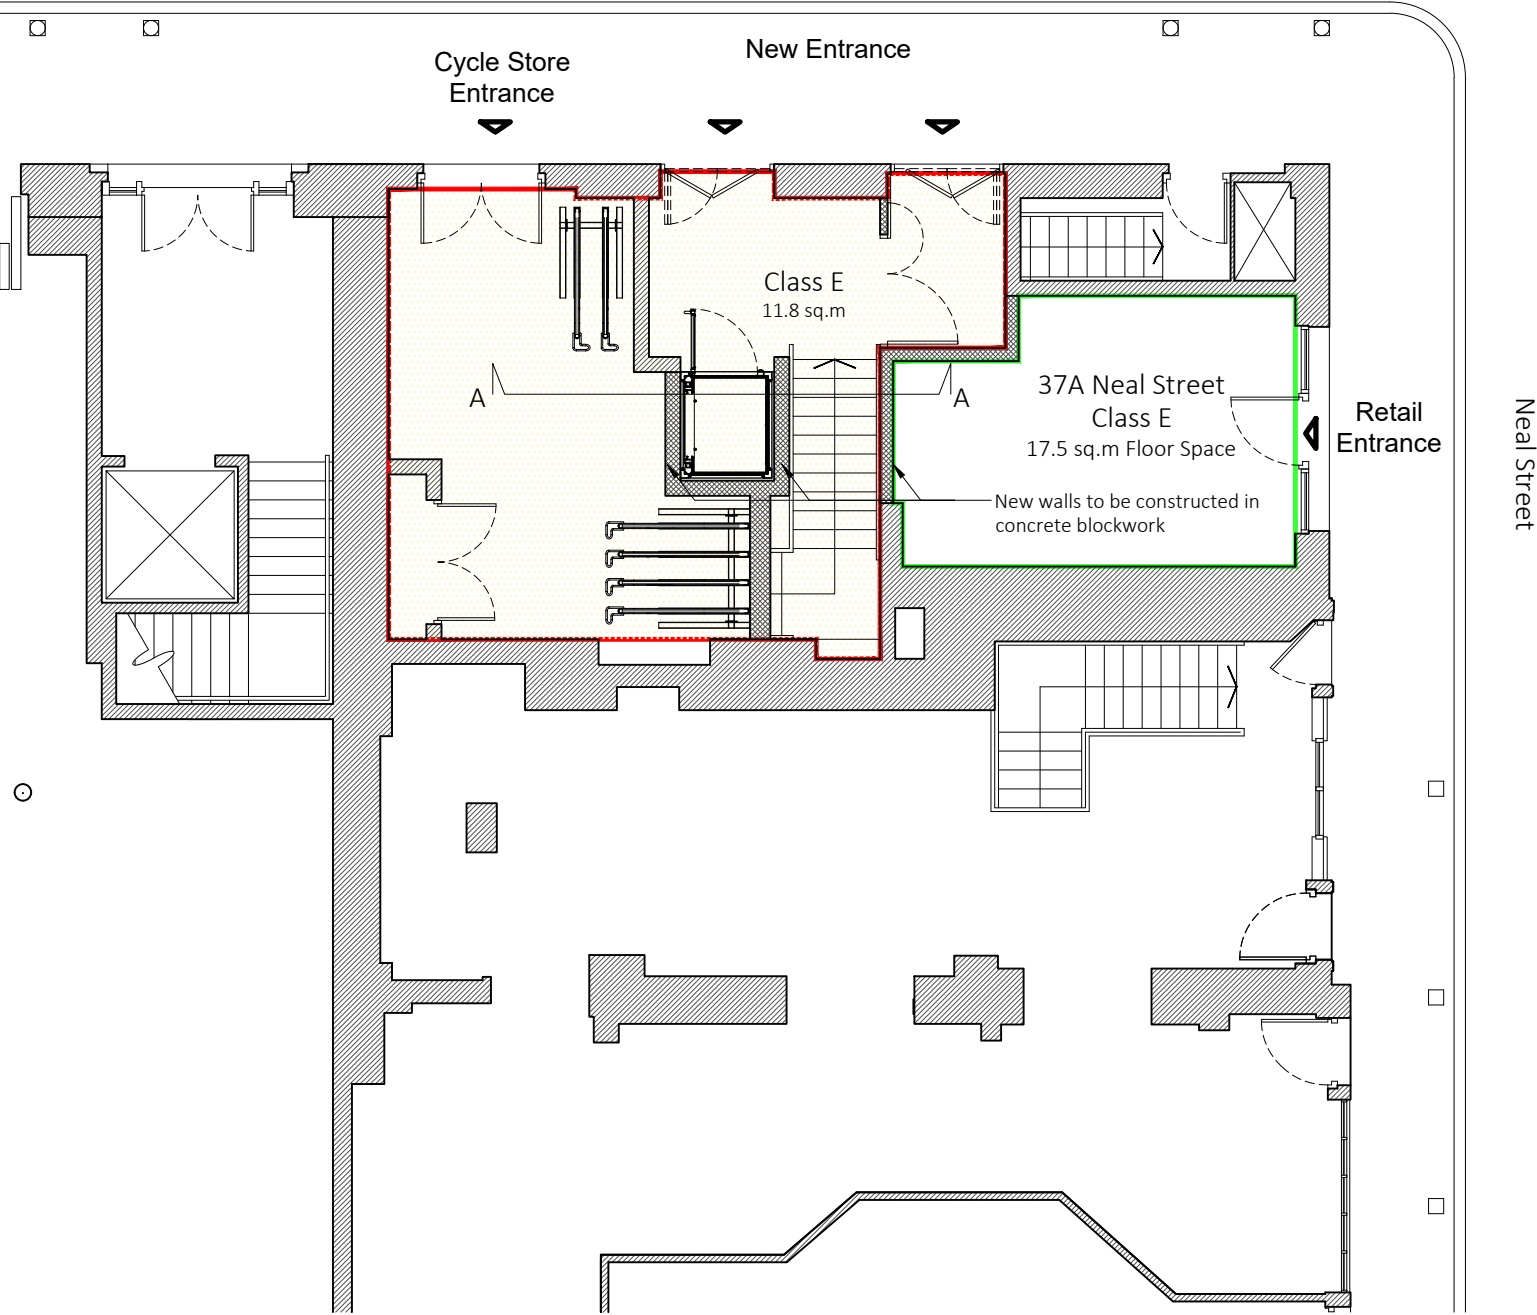 New Entrance
Cycle Store
Entrance
Class E
11.8 sq.m
A
A
37A Neal Street
Class E
17.5 sq.m Floor Space
Retail
Entrance
Neal Street
New walls to be constructed in
concrete blockwork